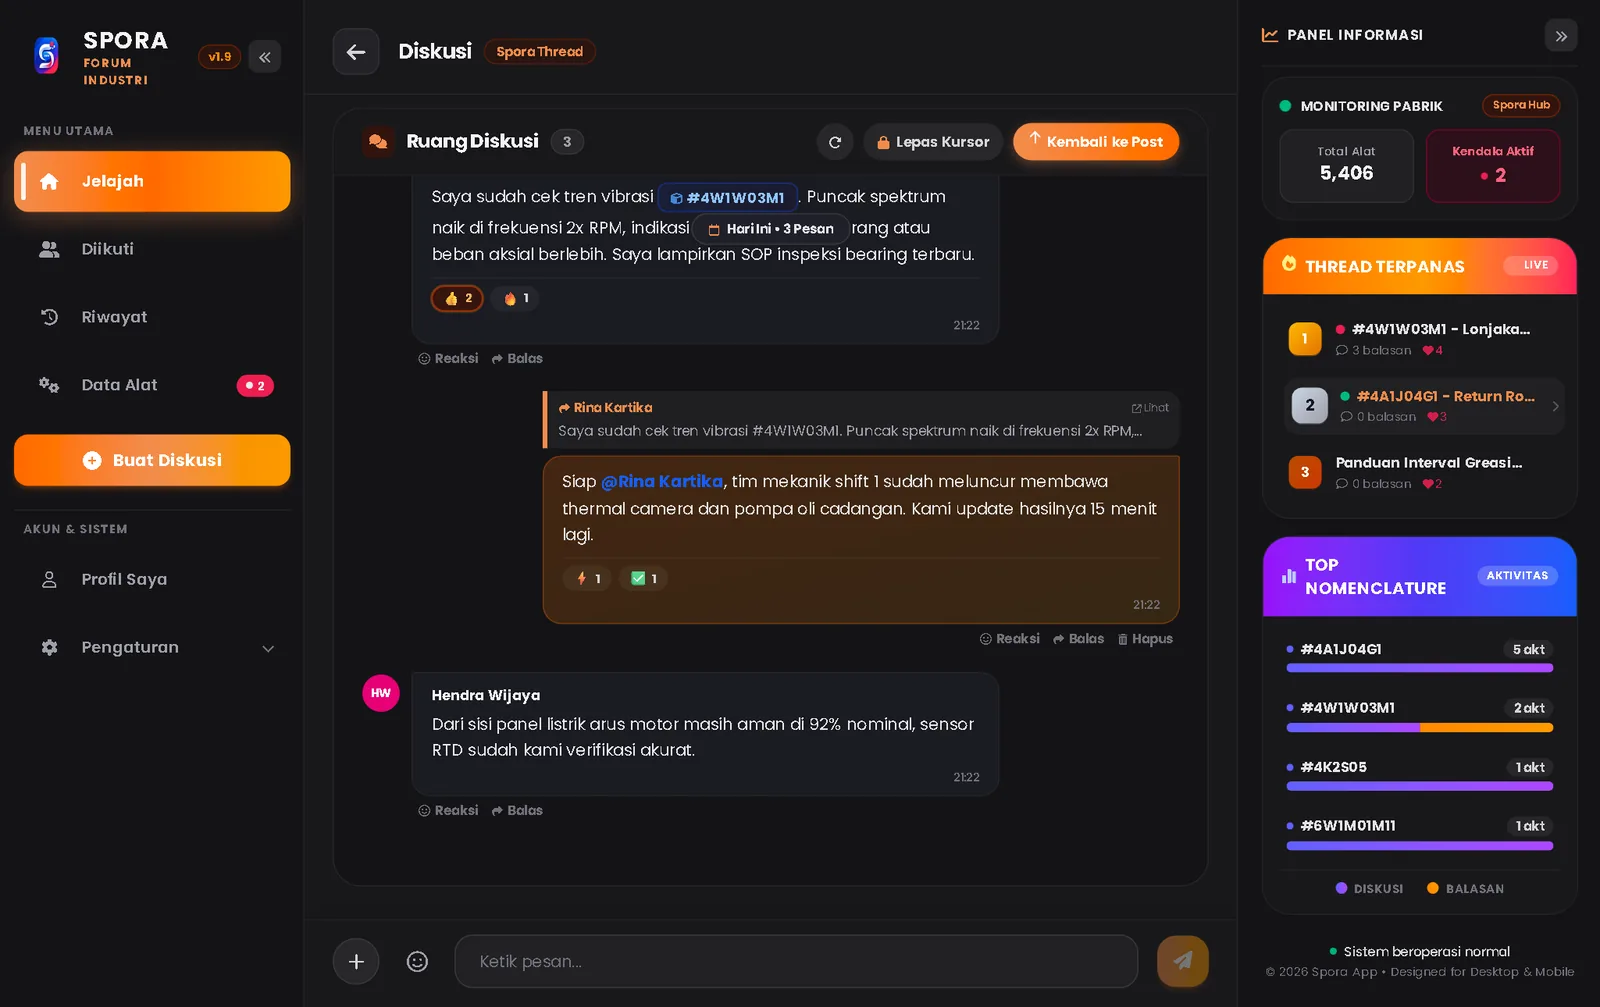 SPORA
FORUM
INDUSTRI
v1.9
MENU UTAMA
Jelajah
Diikuti
Riwayat
Data Alat
2
Buat Diskusi
AKUN & SISTEM
Profil Saya
Pengaturan
Diskusi
Spora Thread
Ruang Diskusi
3
Lepas Kursor
Kembali ke Post
Saya sudah cek tren vibrasi #4W1W03M1. Puncak spektrum
naik di frekuensi 2x RPM, indikasi
Hari Ini • 3 Pesan
rang atau
beban aksial berlebih. Saya lampirkan SOP inspeksi bearing terbaru.
2
1
21:22
Reaksi
Balas
Rina Kartika
Lihat
Saya sudah cek tren vibrasi #4W1W03M1. Puncak spektrum naik di frekuensi 2x RPM,...
Siap @Rina Kartika, tim mekanik shift 1 sudah meluncur membawa
thermal camera dan pompa oli cadangan. Kami update hasilnya 15 menit
lagi.
1
1
21:22
Reaksi
Balas
Hapus
HW
Hendra Wijaya
Dari sisi panel listrik arus motor masih aman di 92% nominal, sensor
RTD sudah kami verifikasi akurat.
21:22
Reaksi
Balas
Ketik pesan...
PANEL INFORMASI
MONITORING PABRIK
Spora Hub
Total Alat
5,406
Kendala Aktif
2
THREAD TERPANAS
LIVE
1
#4W1W03M1 - Lonjaka...
3 balasan
4
2
#4A1J04G1 - Return Ro...
0 balasan
3
3
Panduan Interval Greasi...
0 balasan
2
TOP
NOMENCLATURE
AKTIVITAS
#4A1J04G1
5 akt
#4W1W03M1
2 akt
#4K2S05
1 akt
#6W1M01M11
1 akt
DISKUSI
BALASAN
Sistem beroperasi normal
© 2026 Spora App • Designed for Desktop & Mobile